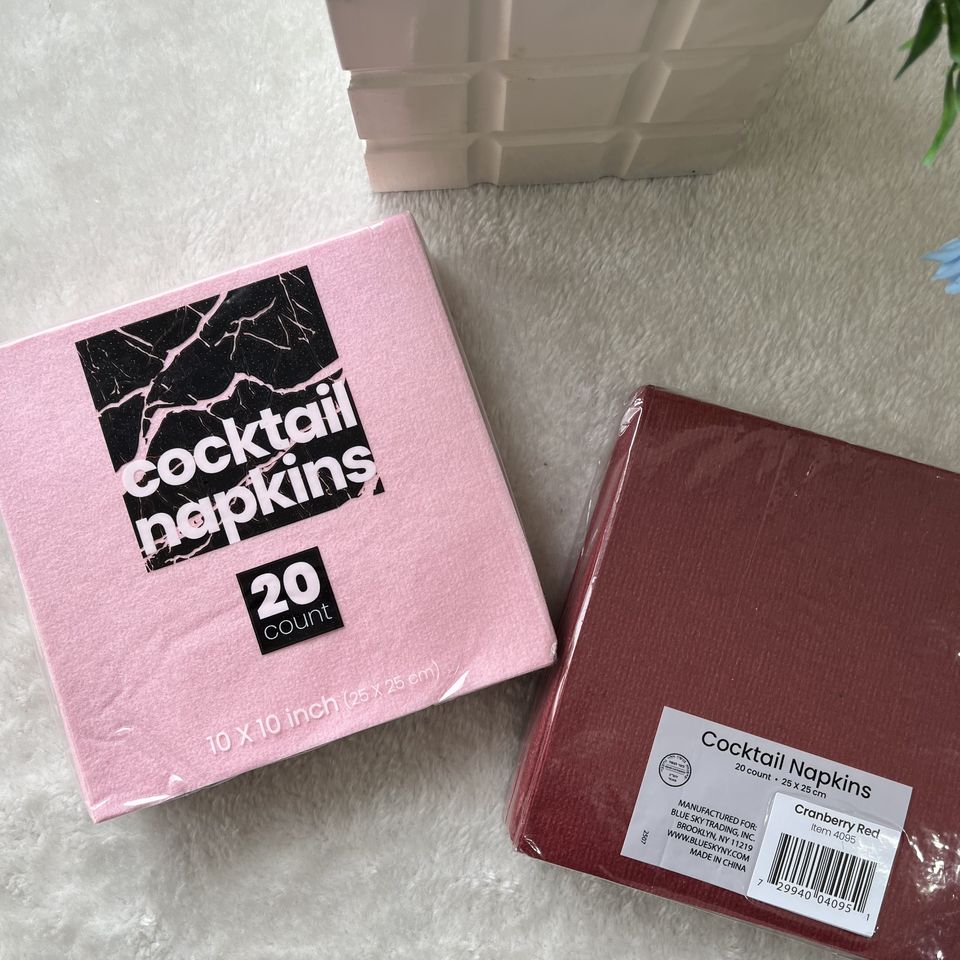 cocktail
napkins
20
count
10 X 10 inch (25 X 25 cm)
Cocktail Napkins
20 count • 25 X 25 cm
MANUFACTURED FOR:
BLUE SKY TRADING, INC.
BROOKLYN, NY 11219
WWW.BLUESKYNY.COM
MADE IN CHINA
2507
Cranberry Red
Item 4095
7 29940 04095 1